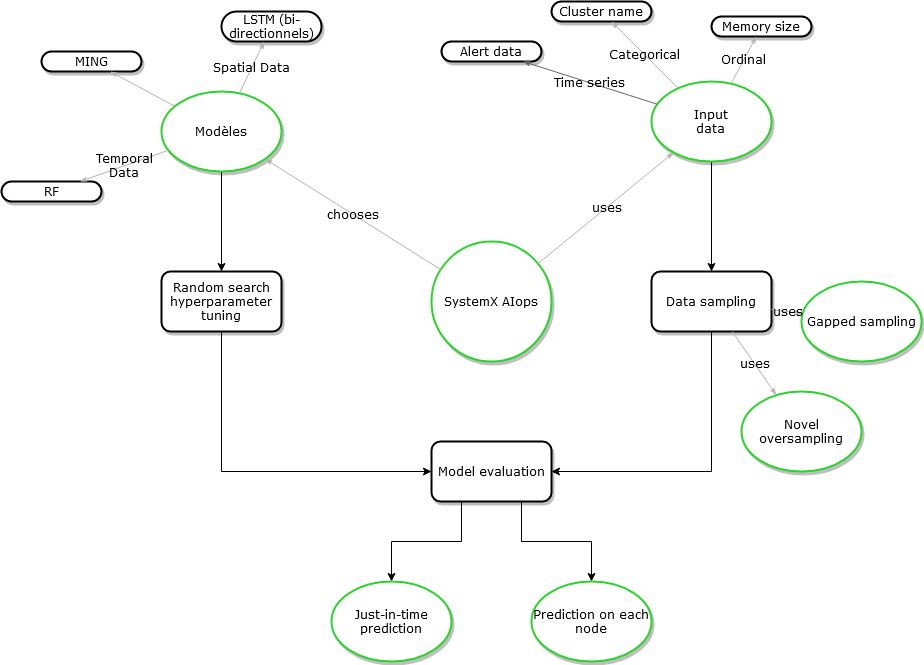 LSTM (bi-
directionnels)
Cluster name
Memory size
MING
Alert data
Spatial Data
Categorical
Ordinal
Time series
Modèles
Input
data
Temporal
Data
RF
chooses
uses
Random search
hyperparameter
tuning
SystemX AIops
Data sampling
uses
Gapped sampling
uses
Novel
oversampling
Model evaluation
Just-in-time
prediction
Prediction on each
node